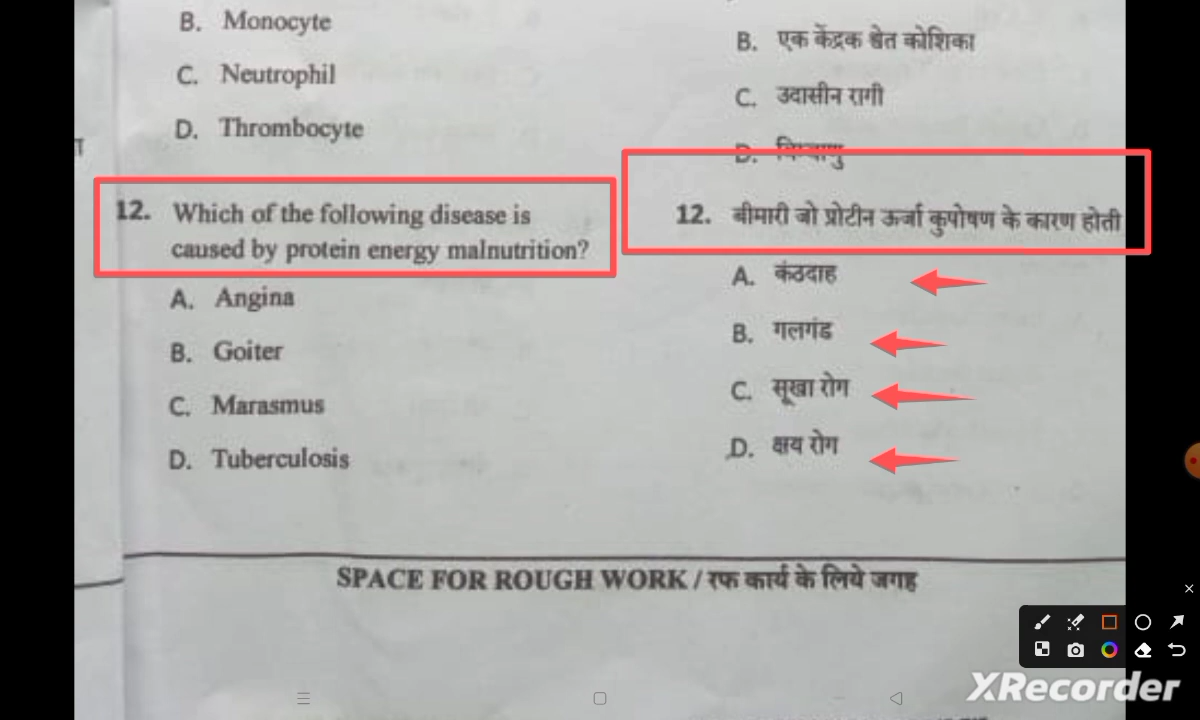 B. Monocyte
C. Neutrophil
D. Thrombocyte
12. Which of the following disease is
caused by protein energy malnutrition?
A. Angina
B. Goiter
C. Marasmus
D. Tuberculosis
B. एक केंद्रक श्वेत कोशिका
C. उदासीन रागी
D.
12. बीमारी जो प्रोटीन ऊर्जा कुपोषण के कारण होती
A. कंठदाह
B. गलगंड
C. सूखा रोग
D. क्षय रोग
SPACE FOR ROUGH WORK / रफ कार्य के लिये जगह
XRecorder